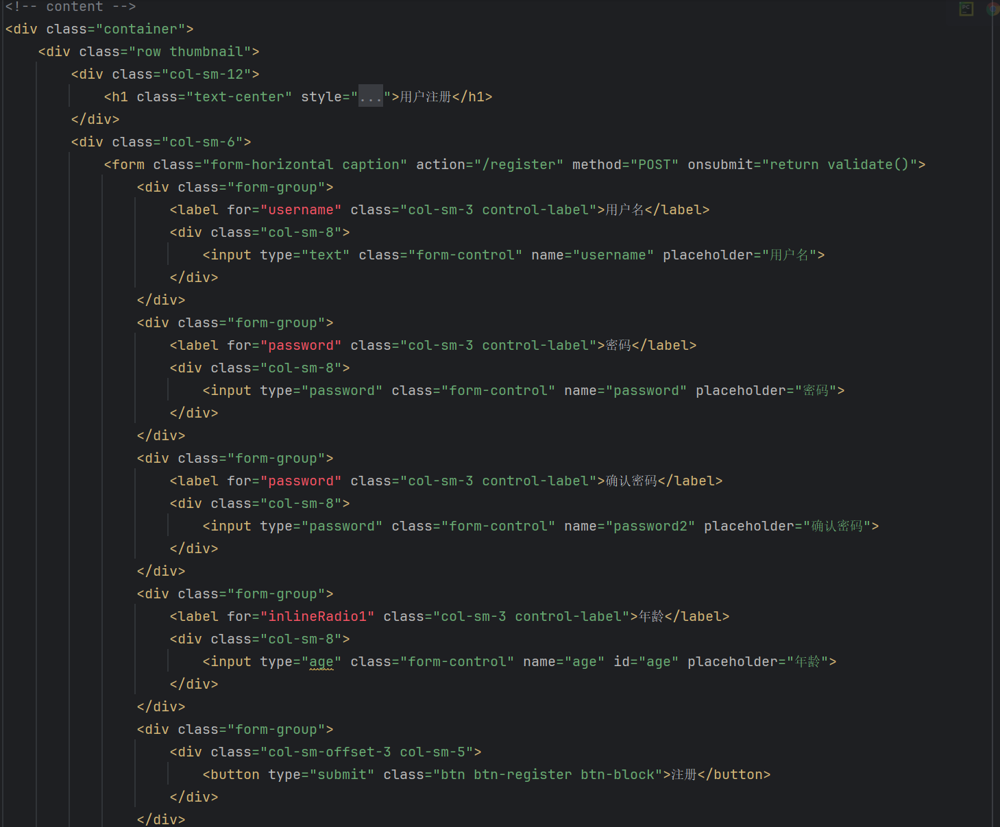 <!-- content -->
<div class="container">
    <div class="row thumbnail">
        <div class="col-sm-12">
            <h1 class="text-center" style="...">用户注册</h1>
        </div>
        <div class="col-sm-6">
            <form class="form-horizontal caption" action="/register" method="POST" onsubmit="return validate()">
                <div class="form-group">
                    <label for="username" class="col-sm-3 control-label">用户名</label>
                    <div class="col-sm-8">
                        <input type="text" class="form-control" name="username" placeholder="用户名">
                    </div>
                </div>
                <div class="form-group">
                    <label for="password" class="col-sm-3 control-label">密码</label>
                    <div class="col-sm-8">
                        <input type="password" class="form-control" name="password" placeholder="密码">
                    </div>
                </div>
                <div class="form-group">
                    <label for="password" class="col-sm-3 control-label">确认密码</label>
                    <div class="col-sm-8">
                        <input type="password" class="form-control" name="password2" placeholder="确认密码">
                    </div>
                </div>
                <div class="form-group">
                    <label for="inlineRadio1" class="col-sm-3 control-label">年龄</label>
                    <div class="col-sm-8">
                        <input type="age" class="form-control" name="age" id="age" placeholder="年龄">
                    </div>
                </div>
                <div class="form-group">
                    <div class="col-sm-offset-3 col-sm-5">
                        <button type="submit" class="btn btn-register btn-block">注册</button>
                    </div>
                </div>